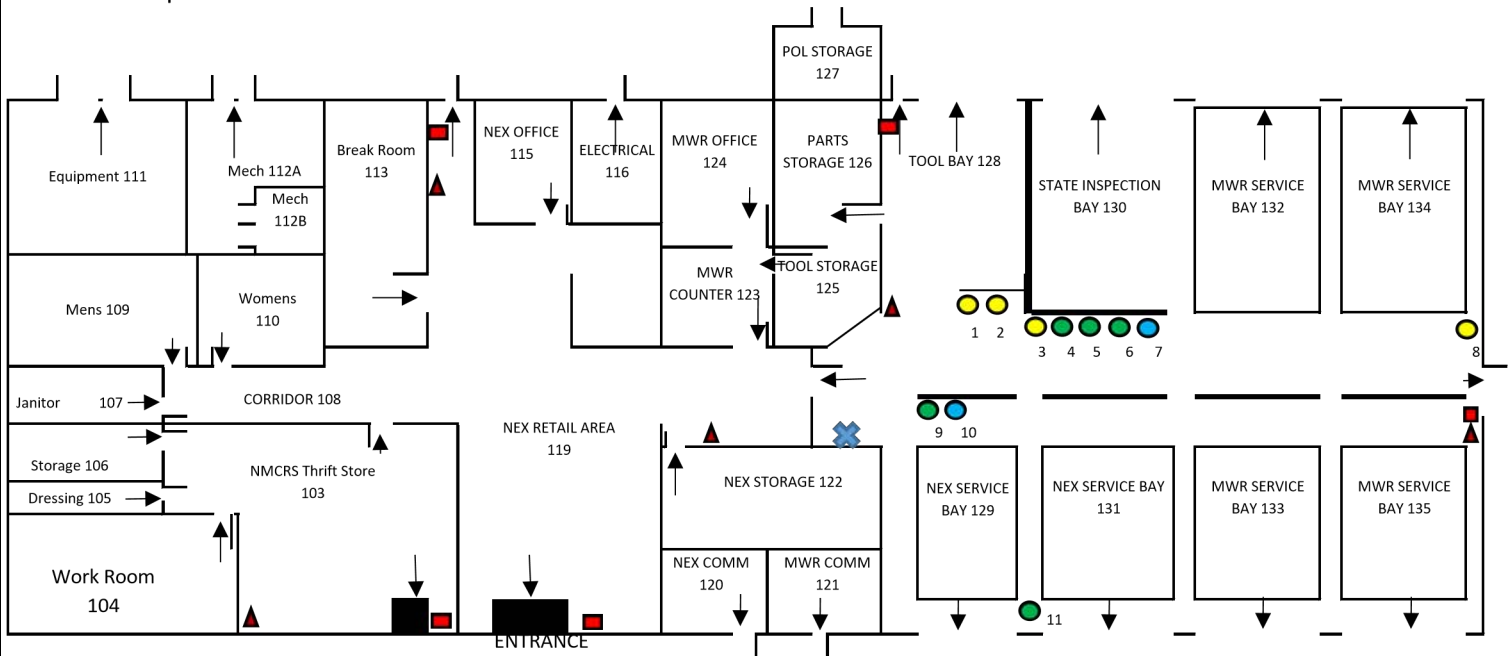 POL STORAGE
127
Equipment 111
Mech 112A
Mech
112B
Break Room
113
NEX OFFICE
115
ELECTRICAL
116
MWR OFFICE
124
PARTS
STORAGE 126
TOOL BAY 128
STATE INSPECTION
BAY 130
MWR SERVICE
BAY 132
MWR SERVICE
BAY 134
Mens 109
Womens
110
MWR
COUNTER 123
TOOL STORAGE
125
1
2
3
4
5
6
7
8
Janitor 107
CORRIDOR 108
Storage 106
Dressing 105
NMCRS Thrift Store
103
NEX RETAIL AREA
119
9
10
NEX STORAGE 122
NEX SERVICE
BAY 129
NEX SERVICE BAY
131
MWR SERVICE
BAY 133
MWR SERVICE
BAY 135
Work Room
104
NEX COMM
120
MWR COMM
121
11
ENTRANCE